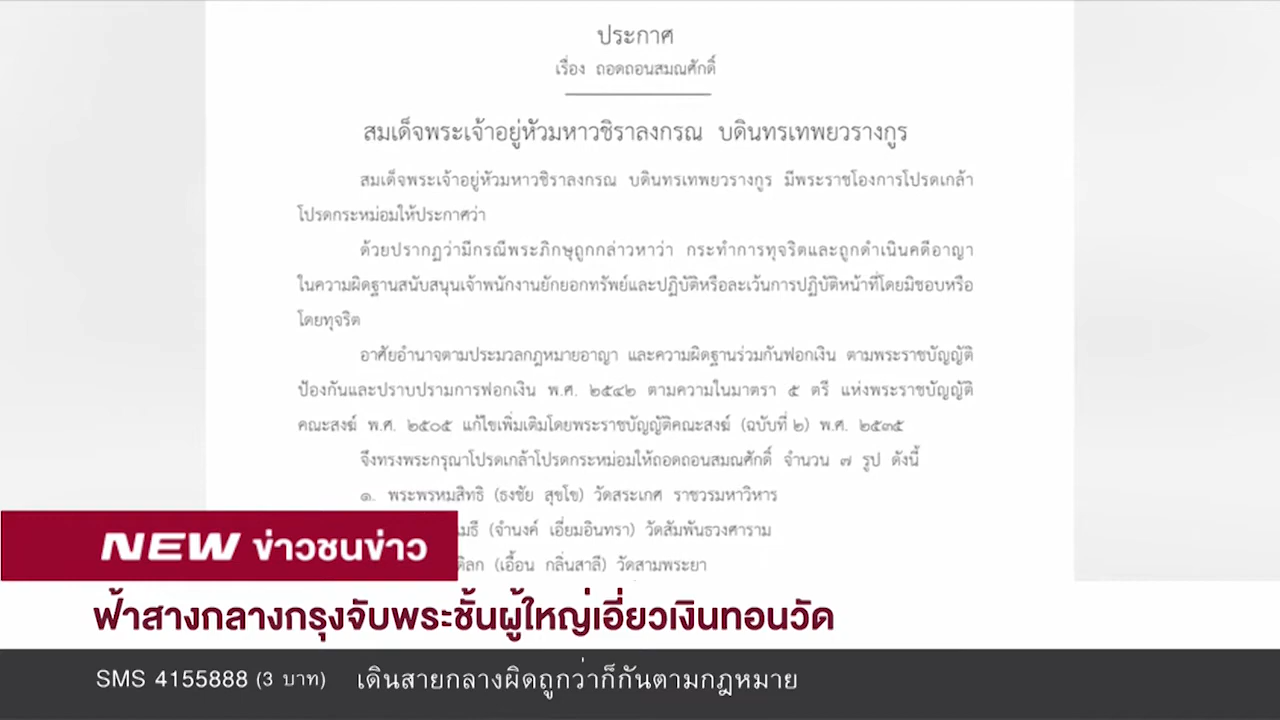 ประกาศ
เรื่อง ถอดถอนสมณศักดิ์
สมเด็จพระเจ้าอยู่หัวมหาวชิราลงกรณ บดินทรเทพยวรางกูร
สมเด็จพระเจ้าอยู่หัวมหาวชิราลงกรณ บดินทรเทพยวรางกูร มีพระราชโองการโปรดเกล้า
โปรดกระหม่อมให้ประกาศว่า
ด้วยปรากฏว่ามีกรณีพระภิกษุถูกกล่าวหาว่า กระทำการทุจริตและถูกดำเนินคดีอาญา
ในความผิดฐานสนับสนุนเจ้าพนักงานยักยอกทรัพย์และปฏิบัติหรือละเว้นการปฏิบัติหน้าที่โดยมิชอบหรือ
โดยทุจริต
อาศัยอำนาจตามประมวลกฎหมายอาญา และความผิดฐานร่วมกันฟอกเงิน ตามพระราชบัญญัติ
ป้องกันและปราบปรามการฟอกเงิน พ.ศ. ๒๕๔๒ ตามความในมาตรา ๕ ตรี แห่งพระราชบัญญัติ
คณะสงฆ์ พ.ศ. ๒๕๐๕ แก้ไขเพิ่มเติมโดยพระราชบัญญัติคณะสงฆ์ (ฉบับที่ ๒) พ.ศ. ๒๕๓๕
จึงทรงพระกรุณาโปรดเกล้าโปรดกระหม่อมให้ถอดถอนสมณศักดิ์ จำนวน ๗ รูป ดังนี้
๑. พระพรหมสิทธิ (ธงชัย สุขโข) วัดสระเกศ ราชวรมหาวิหาร
เมธี (จำนงค์ เอี่ยมอินทรา) วัดสัมพันธวงศาราม
ดิลก (เอื้อน กลิ่นสาลี) วัดสามพระยา
NEW ข่าวชนข่าว
ฟ้าสางกลางกรุงจับพระชั้นผู้ใหญ่เอี่ยวเงินทอนวัด
SMS 4155888 (3 บาท) เดินสายกลางผิดถูกว่าก็กันตามกฎหมาย